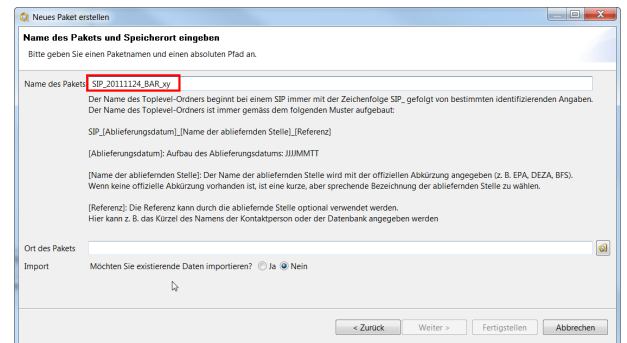 Neues Paket erstellen
Name des Pakets und Speicherort eingeben
Bitte geben Sie einen Paketnamen und einen absoluten Pfad an.
Name des Pakets SIP_20111124_BAR_xy
Der Name des Toplevel-Ordners beginnt bei einem SIP immer mit der Zeichenfolge SIP_ gefolgt von bestimmten identifizierenden Angaben.
Der Name des Toplevel-Ordners ist immer gemäss dem folgenden Muster aufgebaut:
SIP_[Ablieferungsdatum]_[Name der abliefernden Stelle]_[Referenz]
[Ablieferungsdatum]: Aufbau des Ablieferungsdatums: JJJJMMTT
[Name der abliefernden Stelle]: Der Name der abliefernden Stelle wird mit der offiziellen Abkürzung angegeben (z. B. EPA, DEZA, BFS).
Wenn keine offizielle Abkürzung vorhanden ist, ist eine kurze, aber sprechende Bezeichnung der abliefernden Stelle zu wählen.
[Referenz]: Die Referenz kann durch die abliefernde Stelle optional verwendet werden.
Hier kann z. B. das Kürzel des Namens der Kontaktperson oder der Datenbank angegeben werden
Ort des Pakets
Import Möchten Sie existierende Daten importieren? Ja Nein
< Zurück Weiter > Fertigstellen Abbrechen